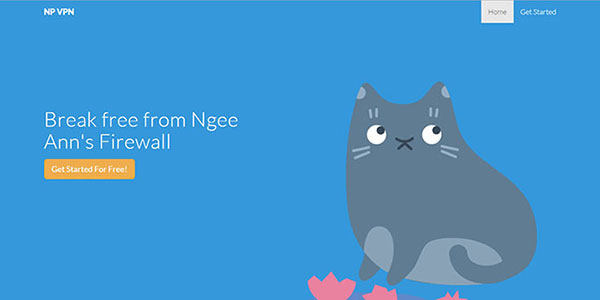 NP VPN
Home
Get Started
Break free from Ngee
Ann's Firewall
Get Started For Free!